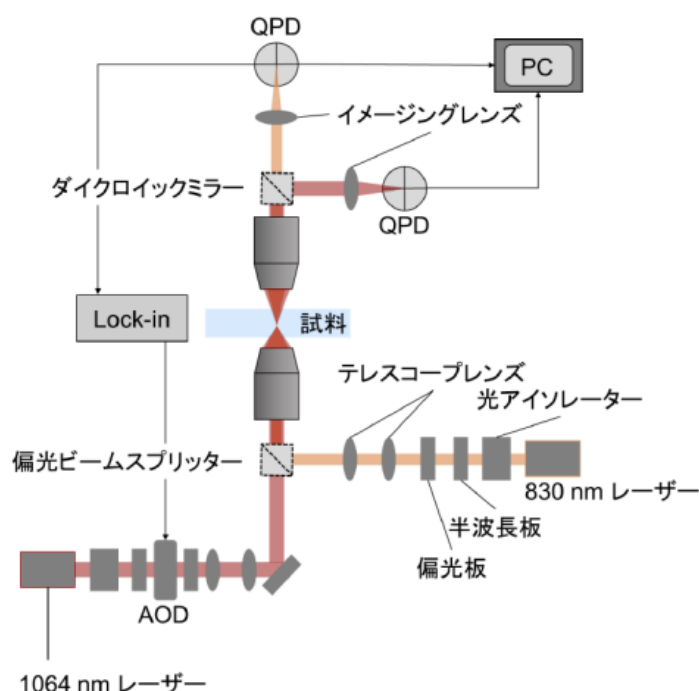 QPD
PC
イメージングレンズ
ダイクロイックミラー
QPD
Lock-in
試料
テレスコープレンズ
光アイソレーター
偏光ビームスプリッター
830 nm レーザー
半波長板
偏光板
AOD
1064 nm レーザー